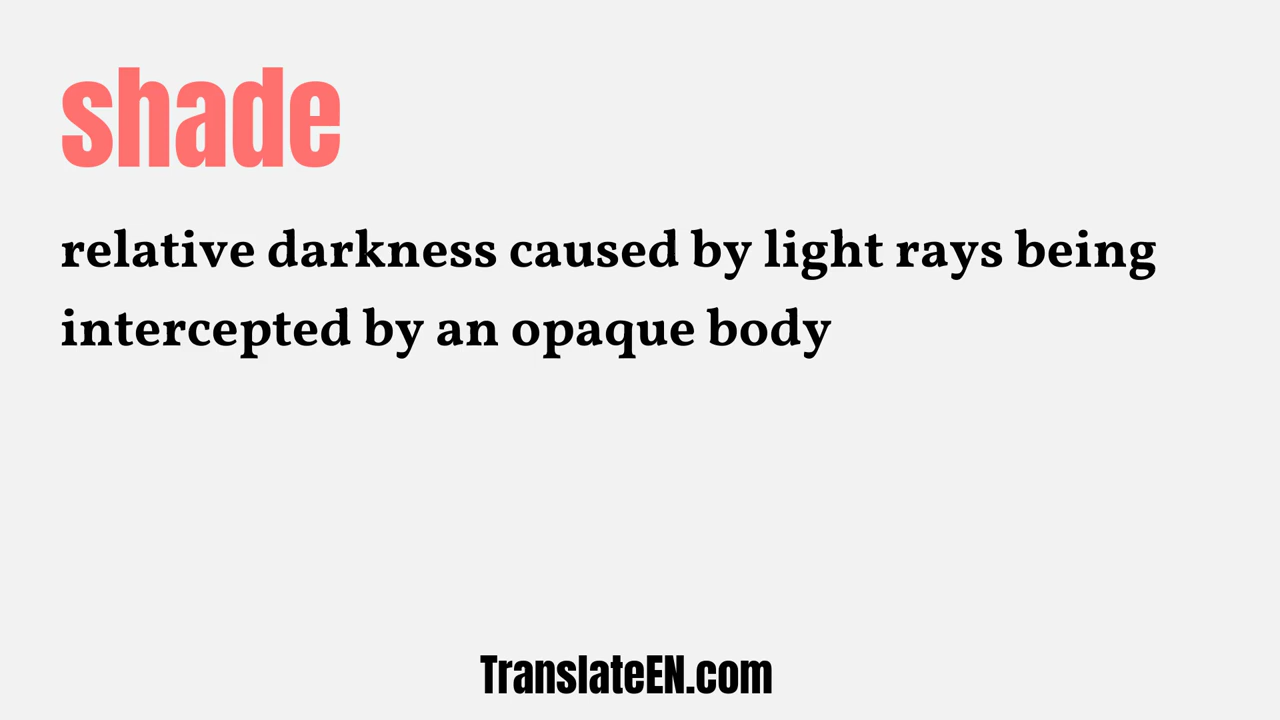 shade
relative darkness caused by light rays being
intercepted by an opaque body
TranslateEN.com